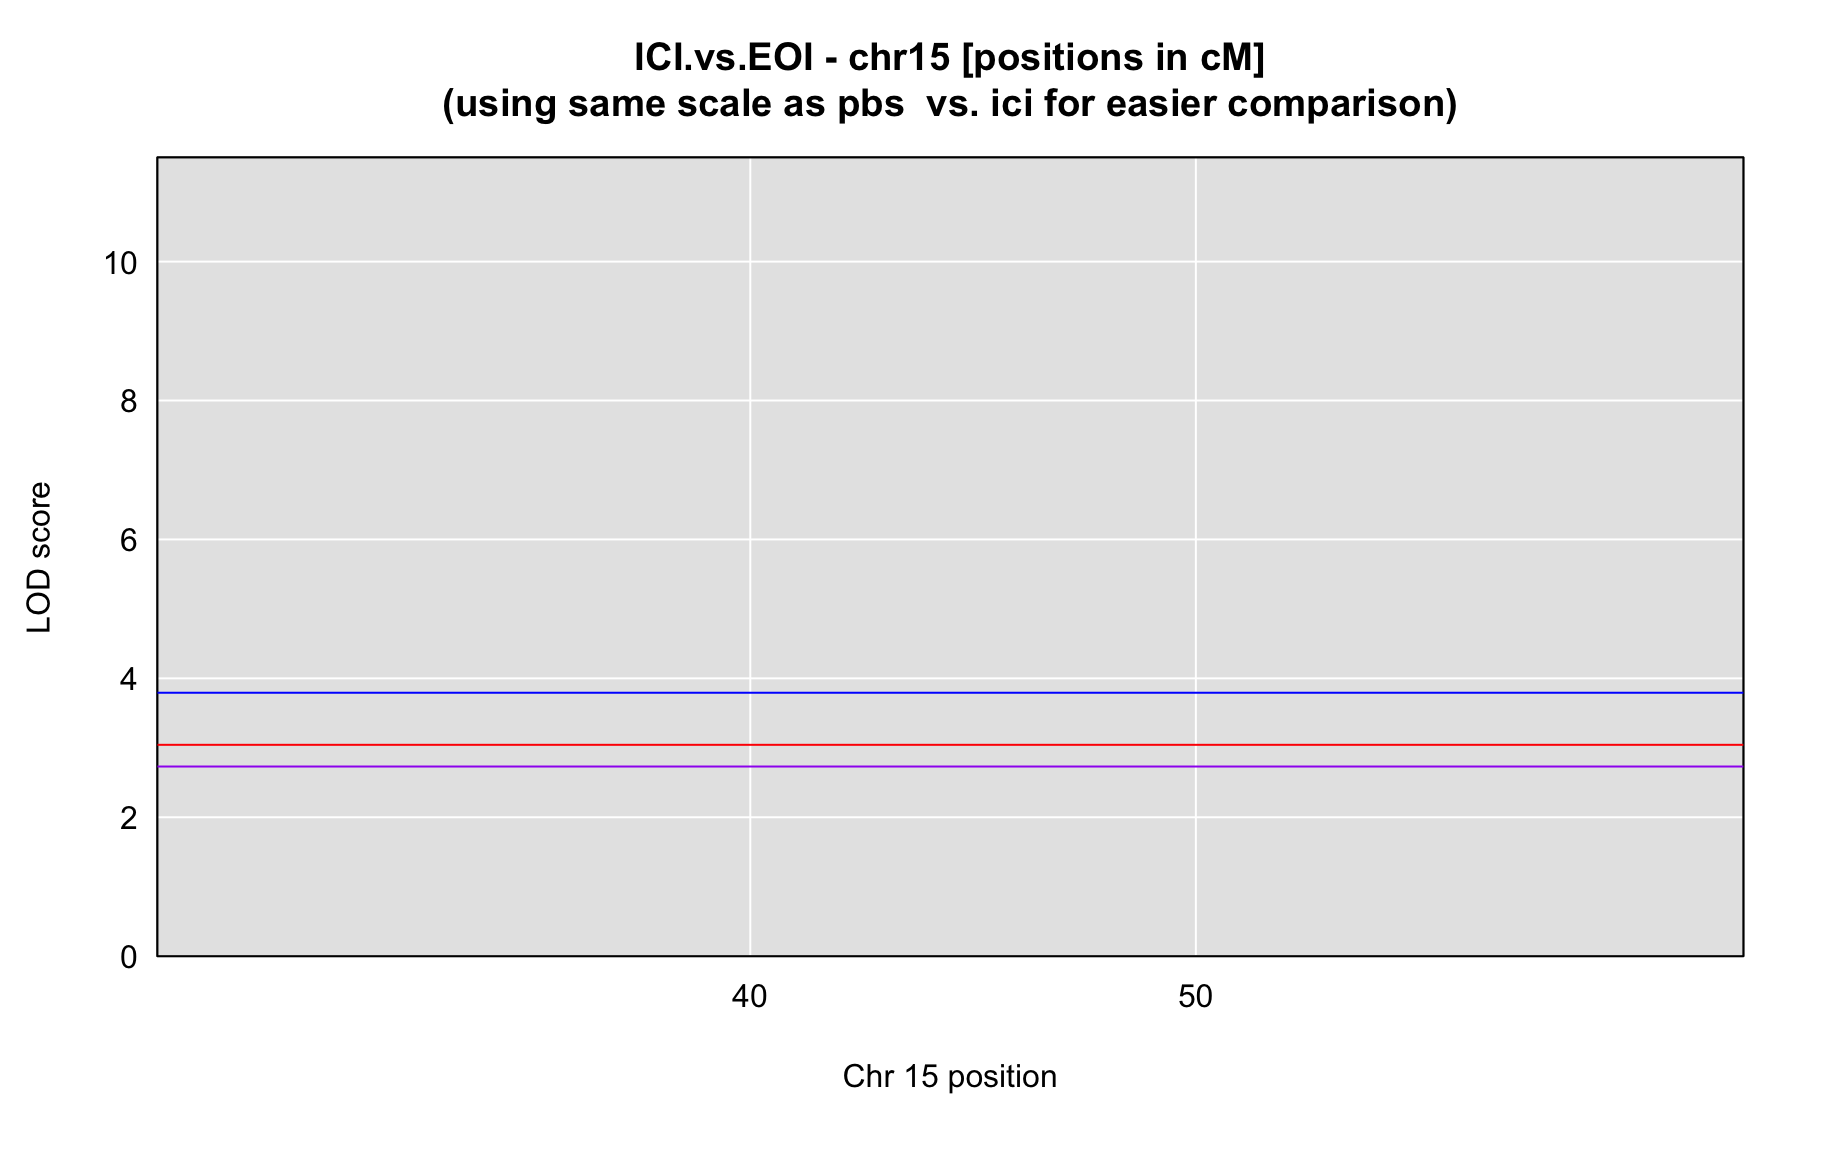 ICI.vs.EOI - chr15 [positions in cM]
(using same scale as pbs  vs. ici for easier comparison)
10
8
6
4
2
0
LOD score
40
50
Chr 15 position